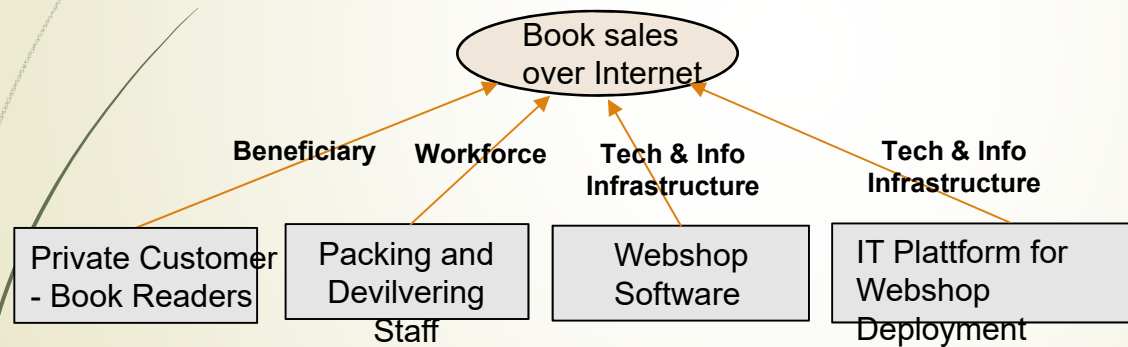 Book sales
over Internet
Beneficiary
Workforce
Tech & Info
Infrastructure
Tech & Info
Infrastructure
Private Customer
- Book Readers
Packing and
Devilvering
Staff
Webshop
Software
IT Plattform for
Webshop
Deployment